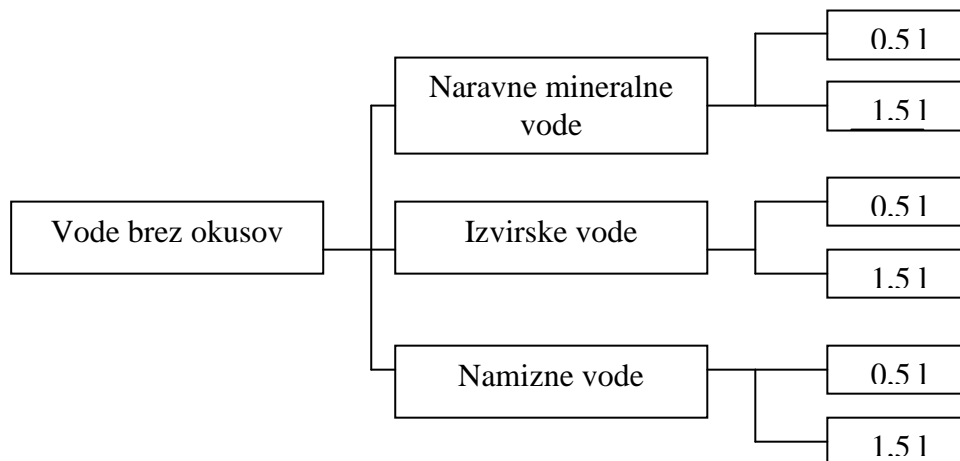 Vode brez okusov
Naravne mineralne
vode
0,5 l
1,5 l
Izvirske vode
0,5 l
1,5 l
Namizne vode
0,5 l
1,5 l